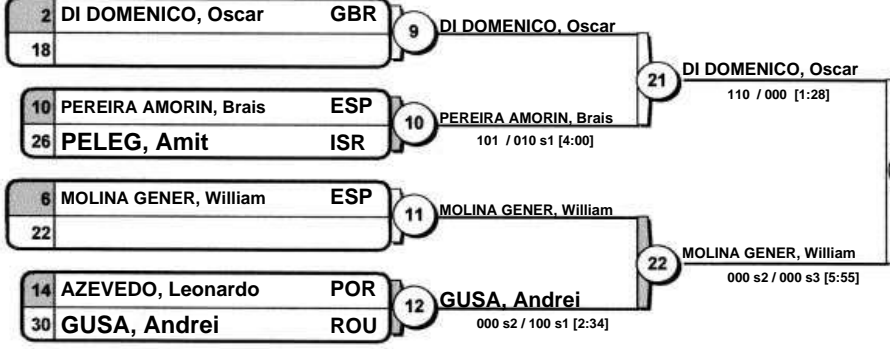 2 DI DOMENICO, Oscar GBR
18
9
DI DOMENICO, Oscar
10 PEREIRA AMORIN, Brais ESP
26 PELEG, Amit ISR
10
PEREIRA AMORIN, Brais
101 / 010 s1 [4:00]
21
DI DOMENICO, Oscar
110 / 000 [1:28]
6 MOLINA GENER, William ESP
22
11
MOLINA GENER, William
14 AZEVEDO, Leonardo POR
30 GUSA, Andrei ROU
12
GUSA, Andrei
000 s2 / 100 s1 [2:34]
22
MOLINA GENER, William
000 s2 / 000 s3 [5:55]